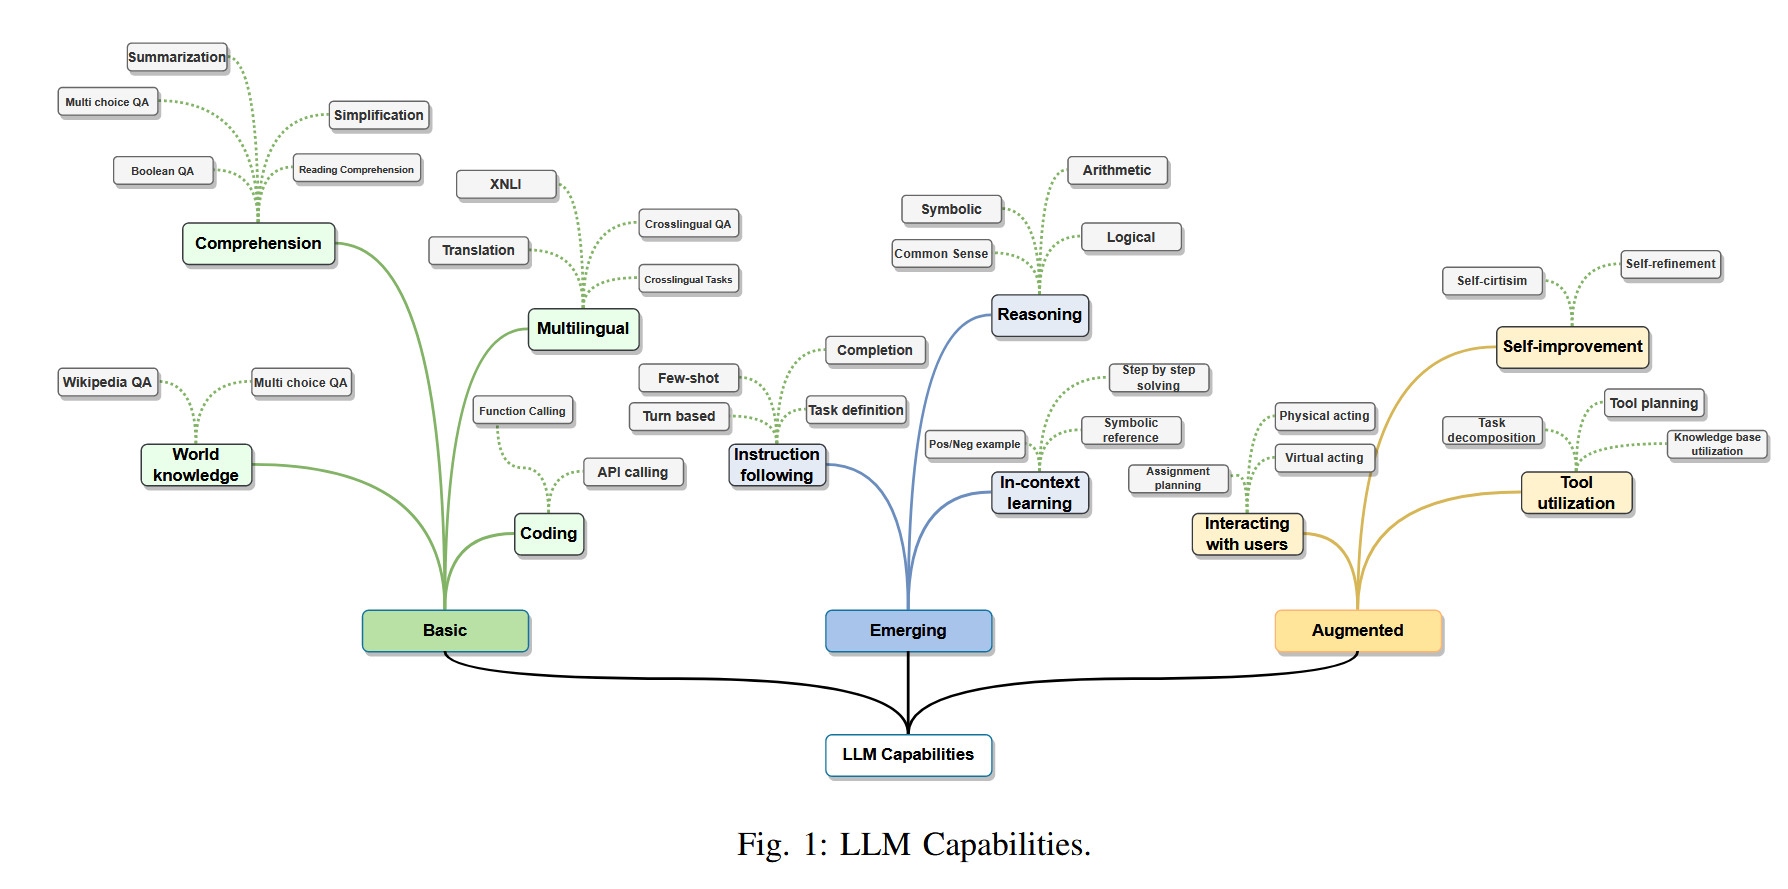 Summarization
Multi choice QA
Simplification
Boolean QA
Reading Comprehension
Comprehension
XNLI
Crosslingual QA
Translation
Crosslingual Tasks
Multilingual
Wikipedia QA
Multi choice QA
World
knowledge
Function Calling
API calling
Coding
Basic
Arithmetic
Symbolic
Logical
Common Sense
Reasoning
Completion
Few-shot
Turn based
Task definition
Instruction
following
Step by step
solving
Symbolic
reference
Pos/Neg example
In-context
learning
Emerging
Self-cirtisim
Self-refinement
Self-improvement
Physical acting
Virtual acting
Assignment
planning
Interacting
with users
Tool planning
Task
decomposition
Knowledge base
utilization
Tool
utilization
Augmented
LLM Capabilities
Fig. 1: LLM Capabilities.